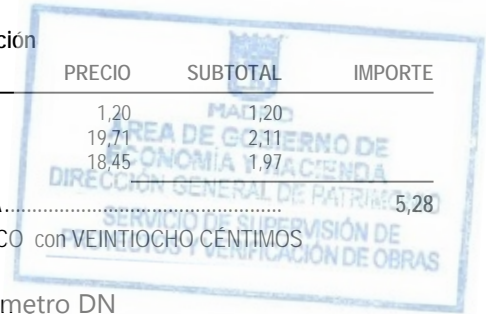 ción
PRECIO SUBTOTAL IMPORTE
1,20 1,20
19,71 2,11
18,45 1,97
A................................................................ 5,28
CO con VEINTIOCHO CÉNTIMOS
metro DN
MADRID
ÁREA DE GOBIERNO DE
ECONOMÍA Y HACIENDA
DIRECCIÓN GENERAL DE PATRIMONIO
SERVICIO DE SUPERVISIÓN DE
PROYECTOS Y VERIFICACIÓN DE OBRAS